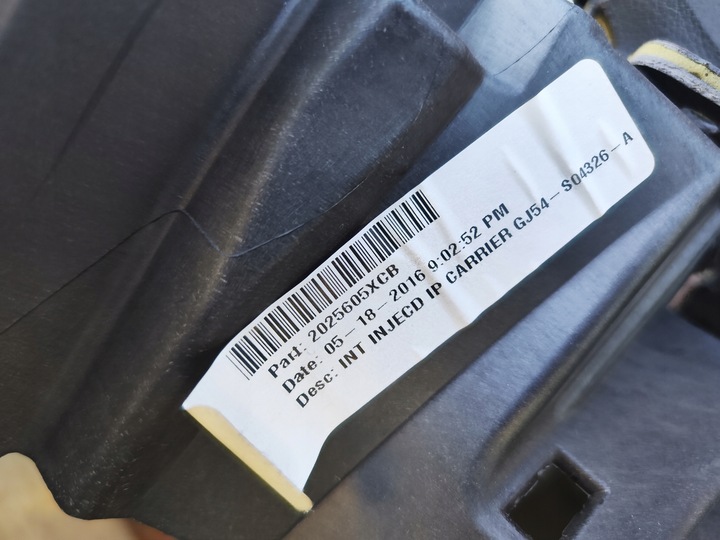 Part: 2025605XCB
Date: 05-18-2016 9:02:52 PM
Desc: INT INJECD IP CARRIER GJ54-S04326-A